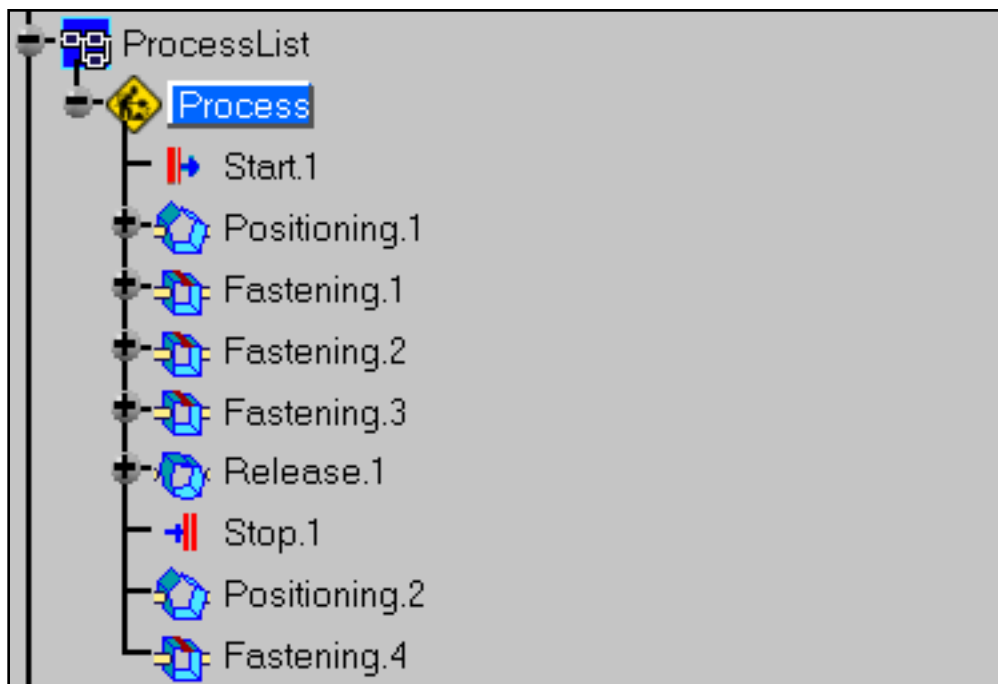 ProcessList
Process
Start.1
Positioning.1
Fastening.1
Fastening.2
Fastening.3
Release.1
Stop.1
Positioning.2
Fastening.4